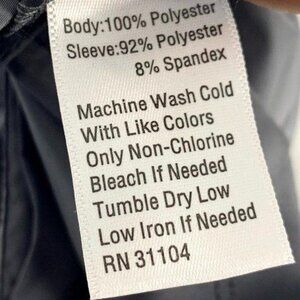 Body:100% Polyester
Sleeve:92% Polyester
8% Spandex
Machine Wash Cold
With Like Colors
Only Non-Chlorine
Bleach If Needed
Tumble Dry Low
Low Iron If Needed
RN 31104